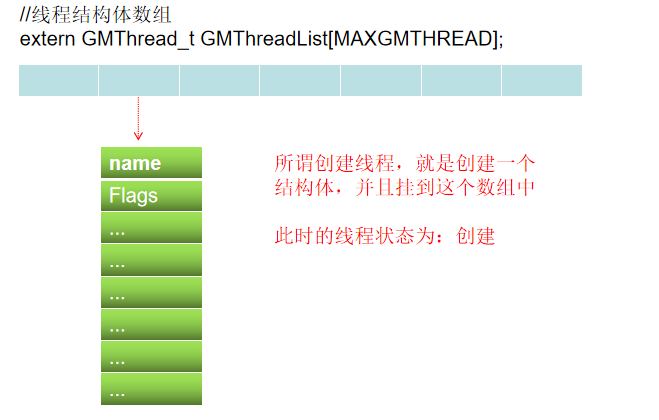 //线程结构体数组
extern GMThread_t GMThreadList[MAXGMTHREAD];
name
Flags
...
...
...
...
...
...
所谓创建线程，就是创建一个
结构体，并且挂到这个数组中
此时的线程状态为：创建